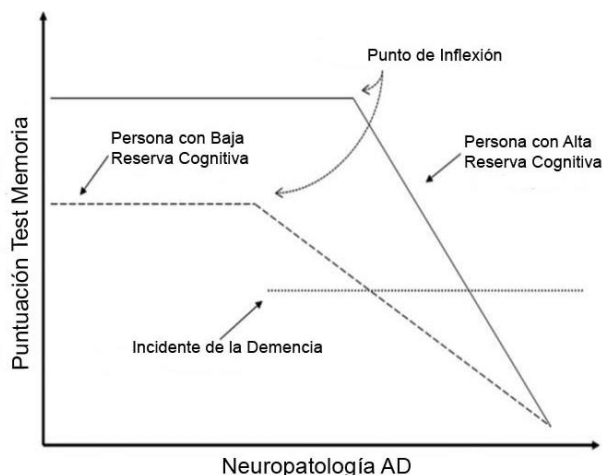 Punto de Inflexión
Persona con Baja
Reserva Cognitiva
Persona con Alta
Reserva Cognitiva
Puntuación Test Memoria
Incidente de la Demencia
Neuropatología AD